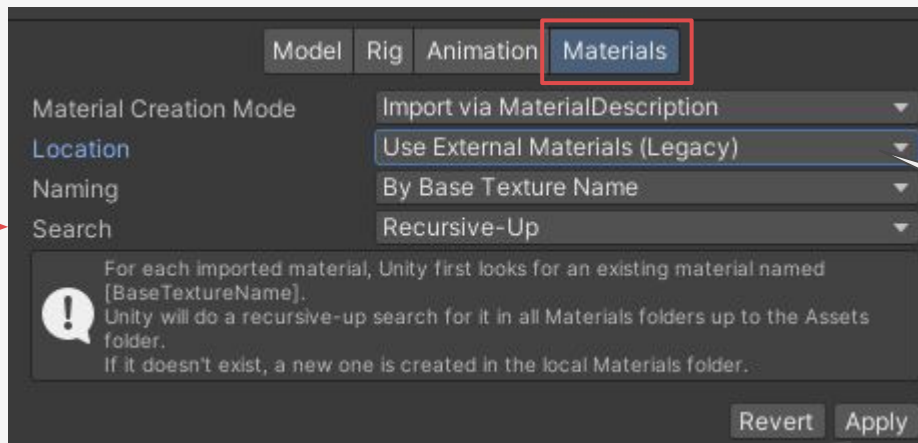 Model Rig Animation Materials
Material Creation Mode Import via MaterialDescription
Location Use External Materials (Legacy)
Naming By Base Texture Name
Search Recursive-Up
For each imported material, Unity first looks for an existing material named
[BaseTextureName].
Unity will do a recursive-up search for it in all Materials folders up to the Assets
folder.
If it doesn't exist, a new one is created in the local Materials folder.
Revert Apply